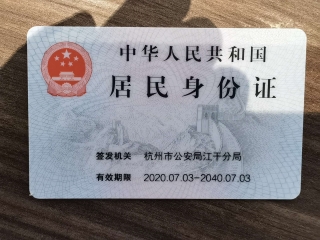 中华人民共和国
居民身份证
签发机关 杭州市公安局江干分局
有效期限 2020.07.03-2040.07.03